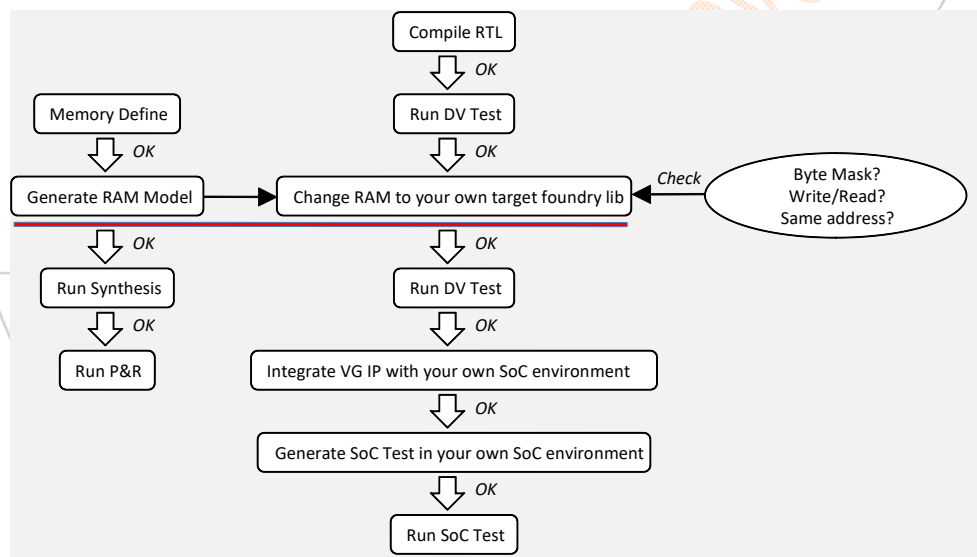 Compile RTL
OK
Memory Define
Run DV Test
OK
OK
Generate RAM Model
Change RAM to your own target foundry lib
Check
Byte Mask?
Write/Read?
Same address?
OK
OK
Run Synthesis
Run DV Test
OK
OK
Run P&R
Integrate VG IP with your own SoC environment
OK
Generate SoC Test in your own SoC environment
OK
Run SoC Test